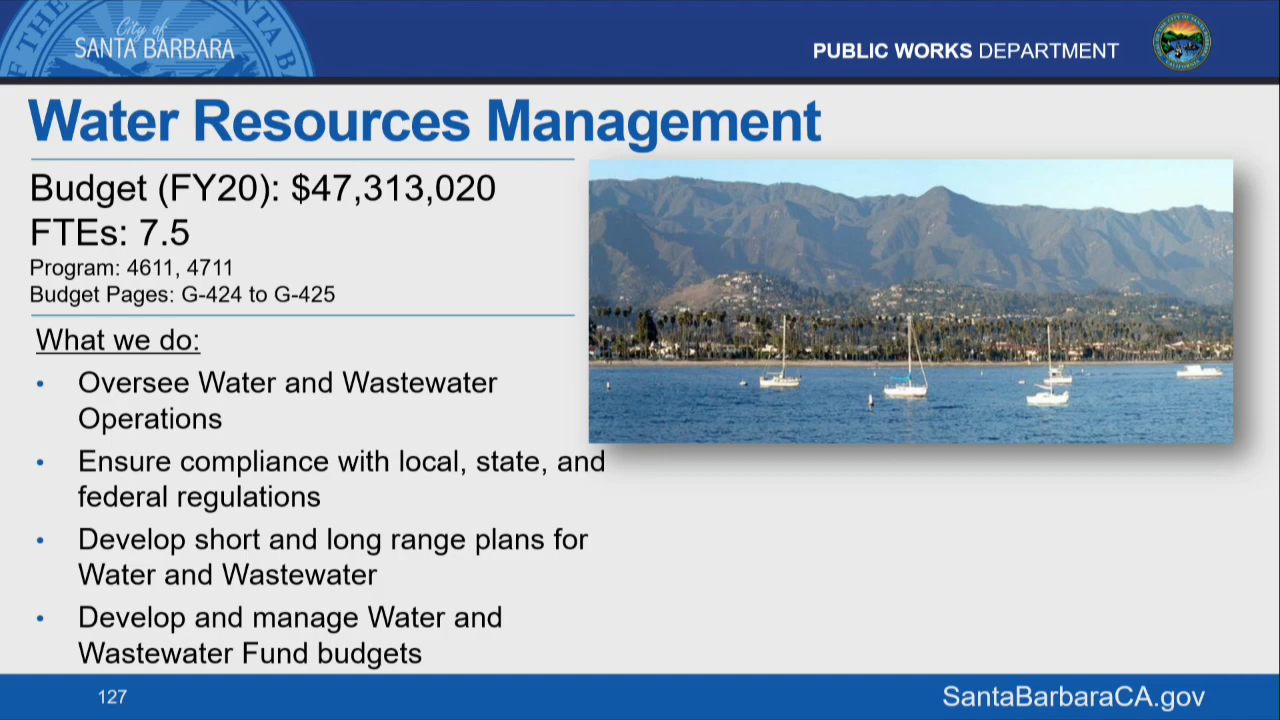 City of
SANTA BARBARA
PUBLIC WORKS DEPARTMENT
Water Resources Management
Budget (FY20): $47,313,020
FTEs: 7.5
Program: 4611, 4711
Budget Pages: G-424 to G-425
What we do:
• Oversee Water and Wastewater
Operations
• Ensure compliance with local, state, and
federal regulations
• Develop short and long range plans for
Water and Wastewater
• Develop and manage Water and
Wastewater Fund budgets
127
SantaBarbaraCA.gov